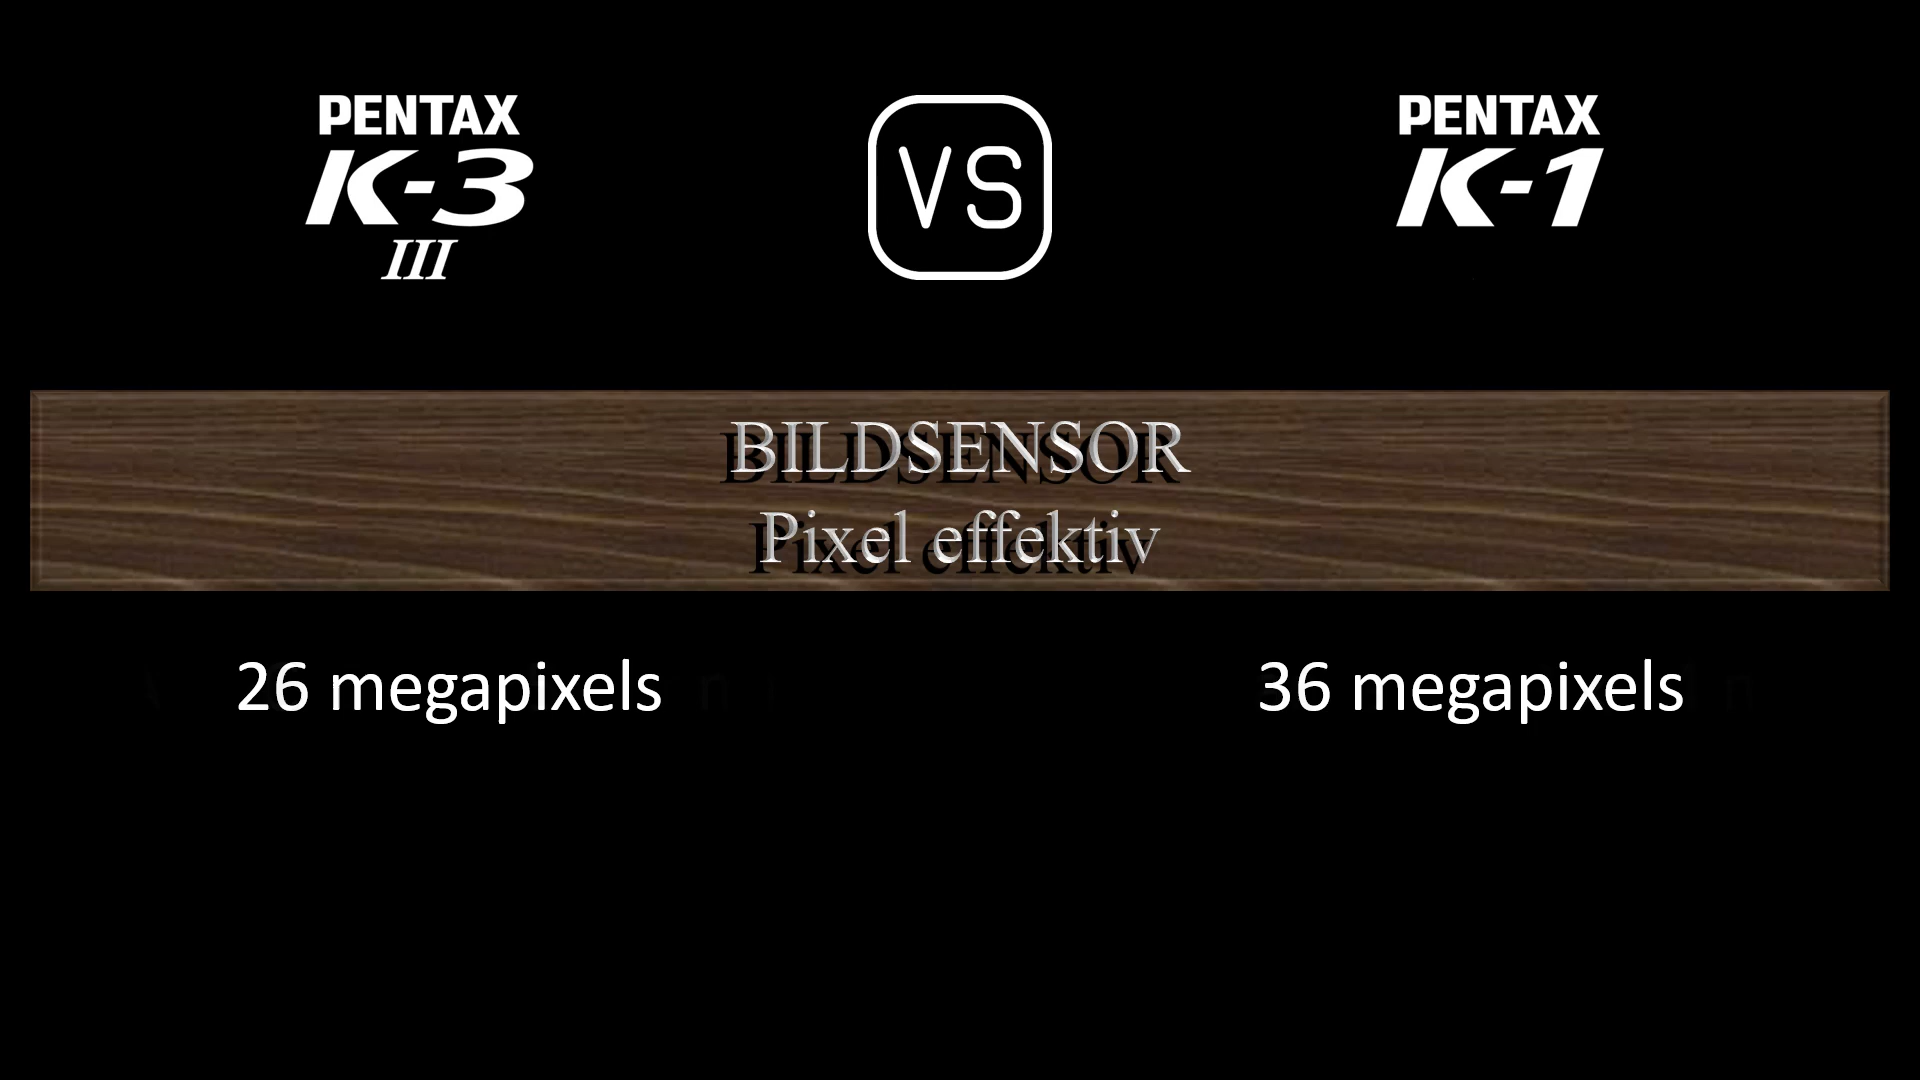 PENTAX
K-3
III
VS
PENTAX
K-1
BILDSENSOR
Pixel effektiv
26 megapixels
36 megapixels